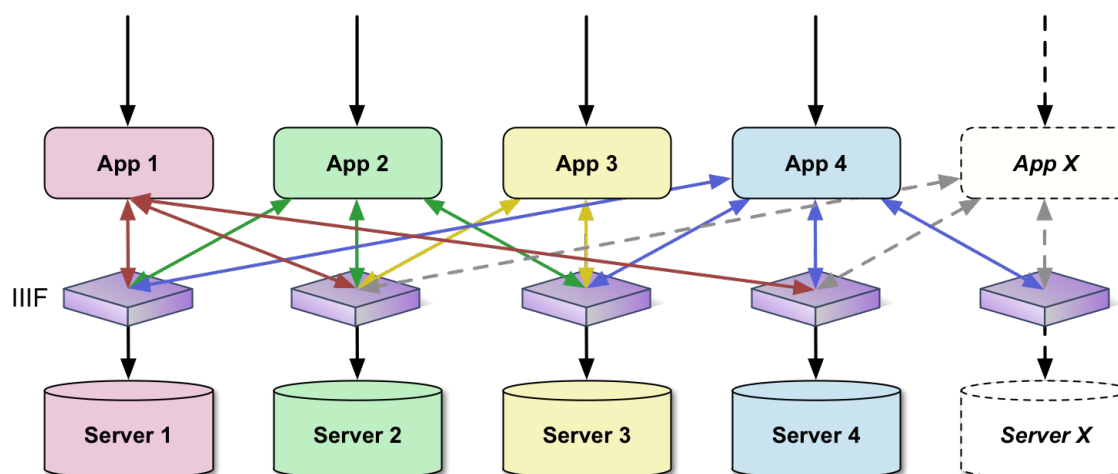 App 1
App 2
App 3
App 4
App X
IIIF
Server 1
Server 2
Server 3
Server 4
Server X